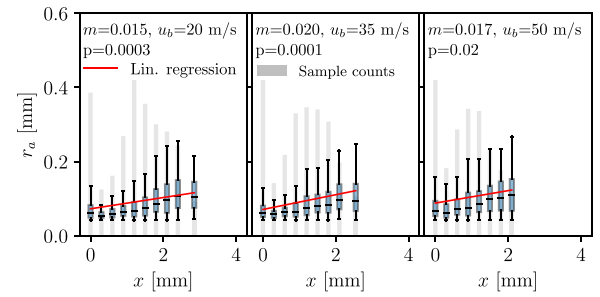 m=0.015, u_b=20 m/s
p=0.0003
Lin. regression
m=0.020, u_b=35 m/s
p=0.0001
Sample counts
m=0.017, u_b=50 m/s
p=0.02
r_a [mm]
0.6
0.4
0.2
0.0
0 2 4
0 2 4
0 2 4
x [mm]
x [mm]
x [mm]